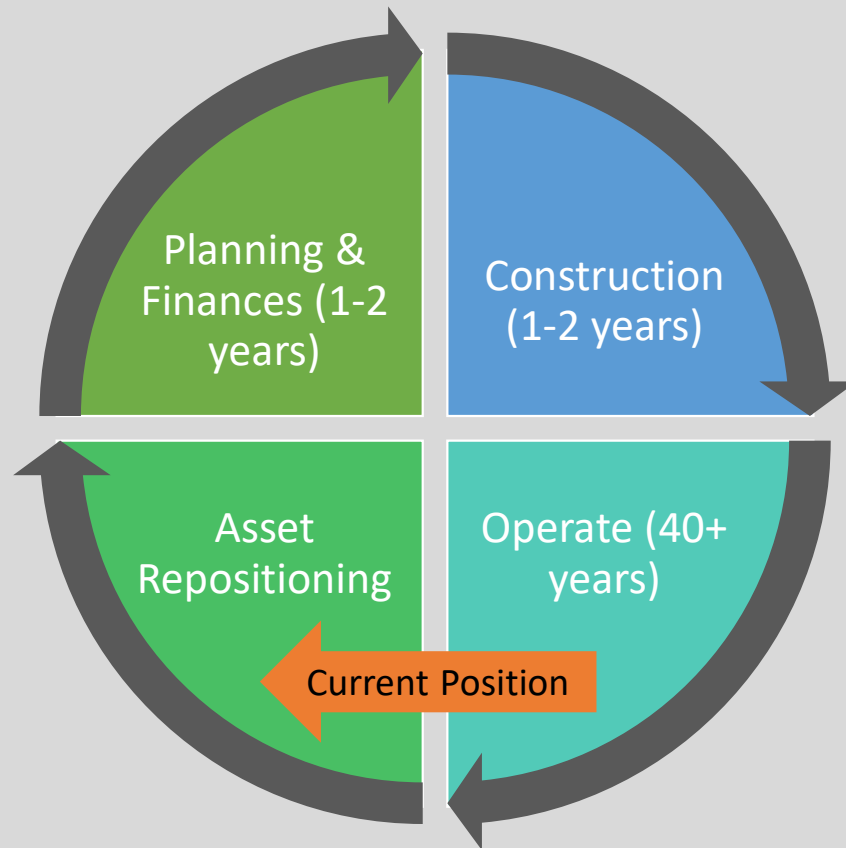 Planning &
Finances (1-2
years)
Construction
(1-2 years)
Asset
Repositioning
Operate (40+
years)
Current Position